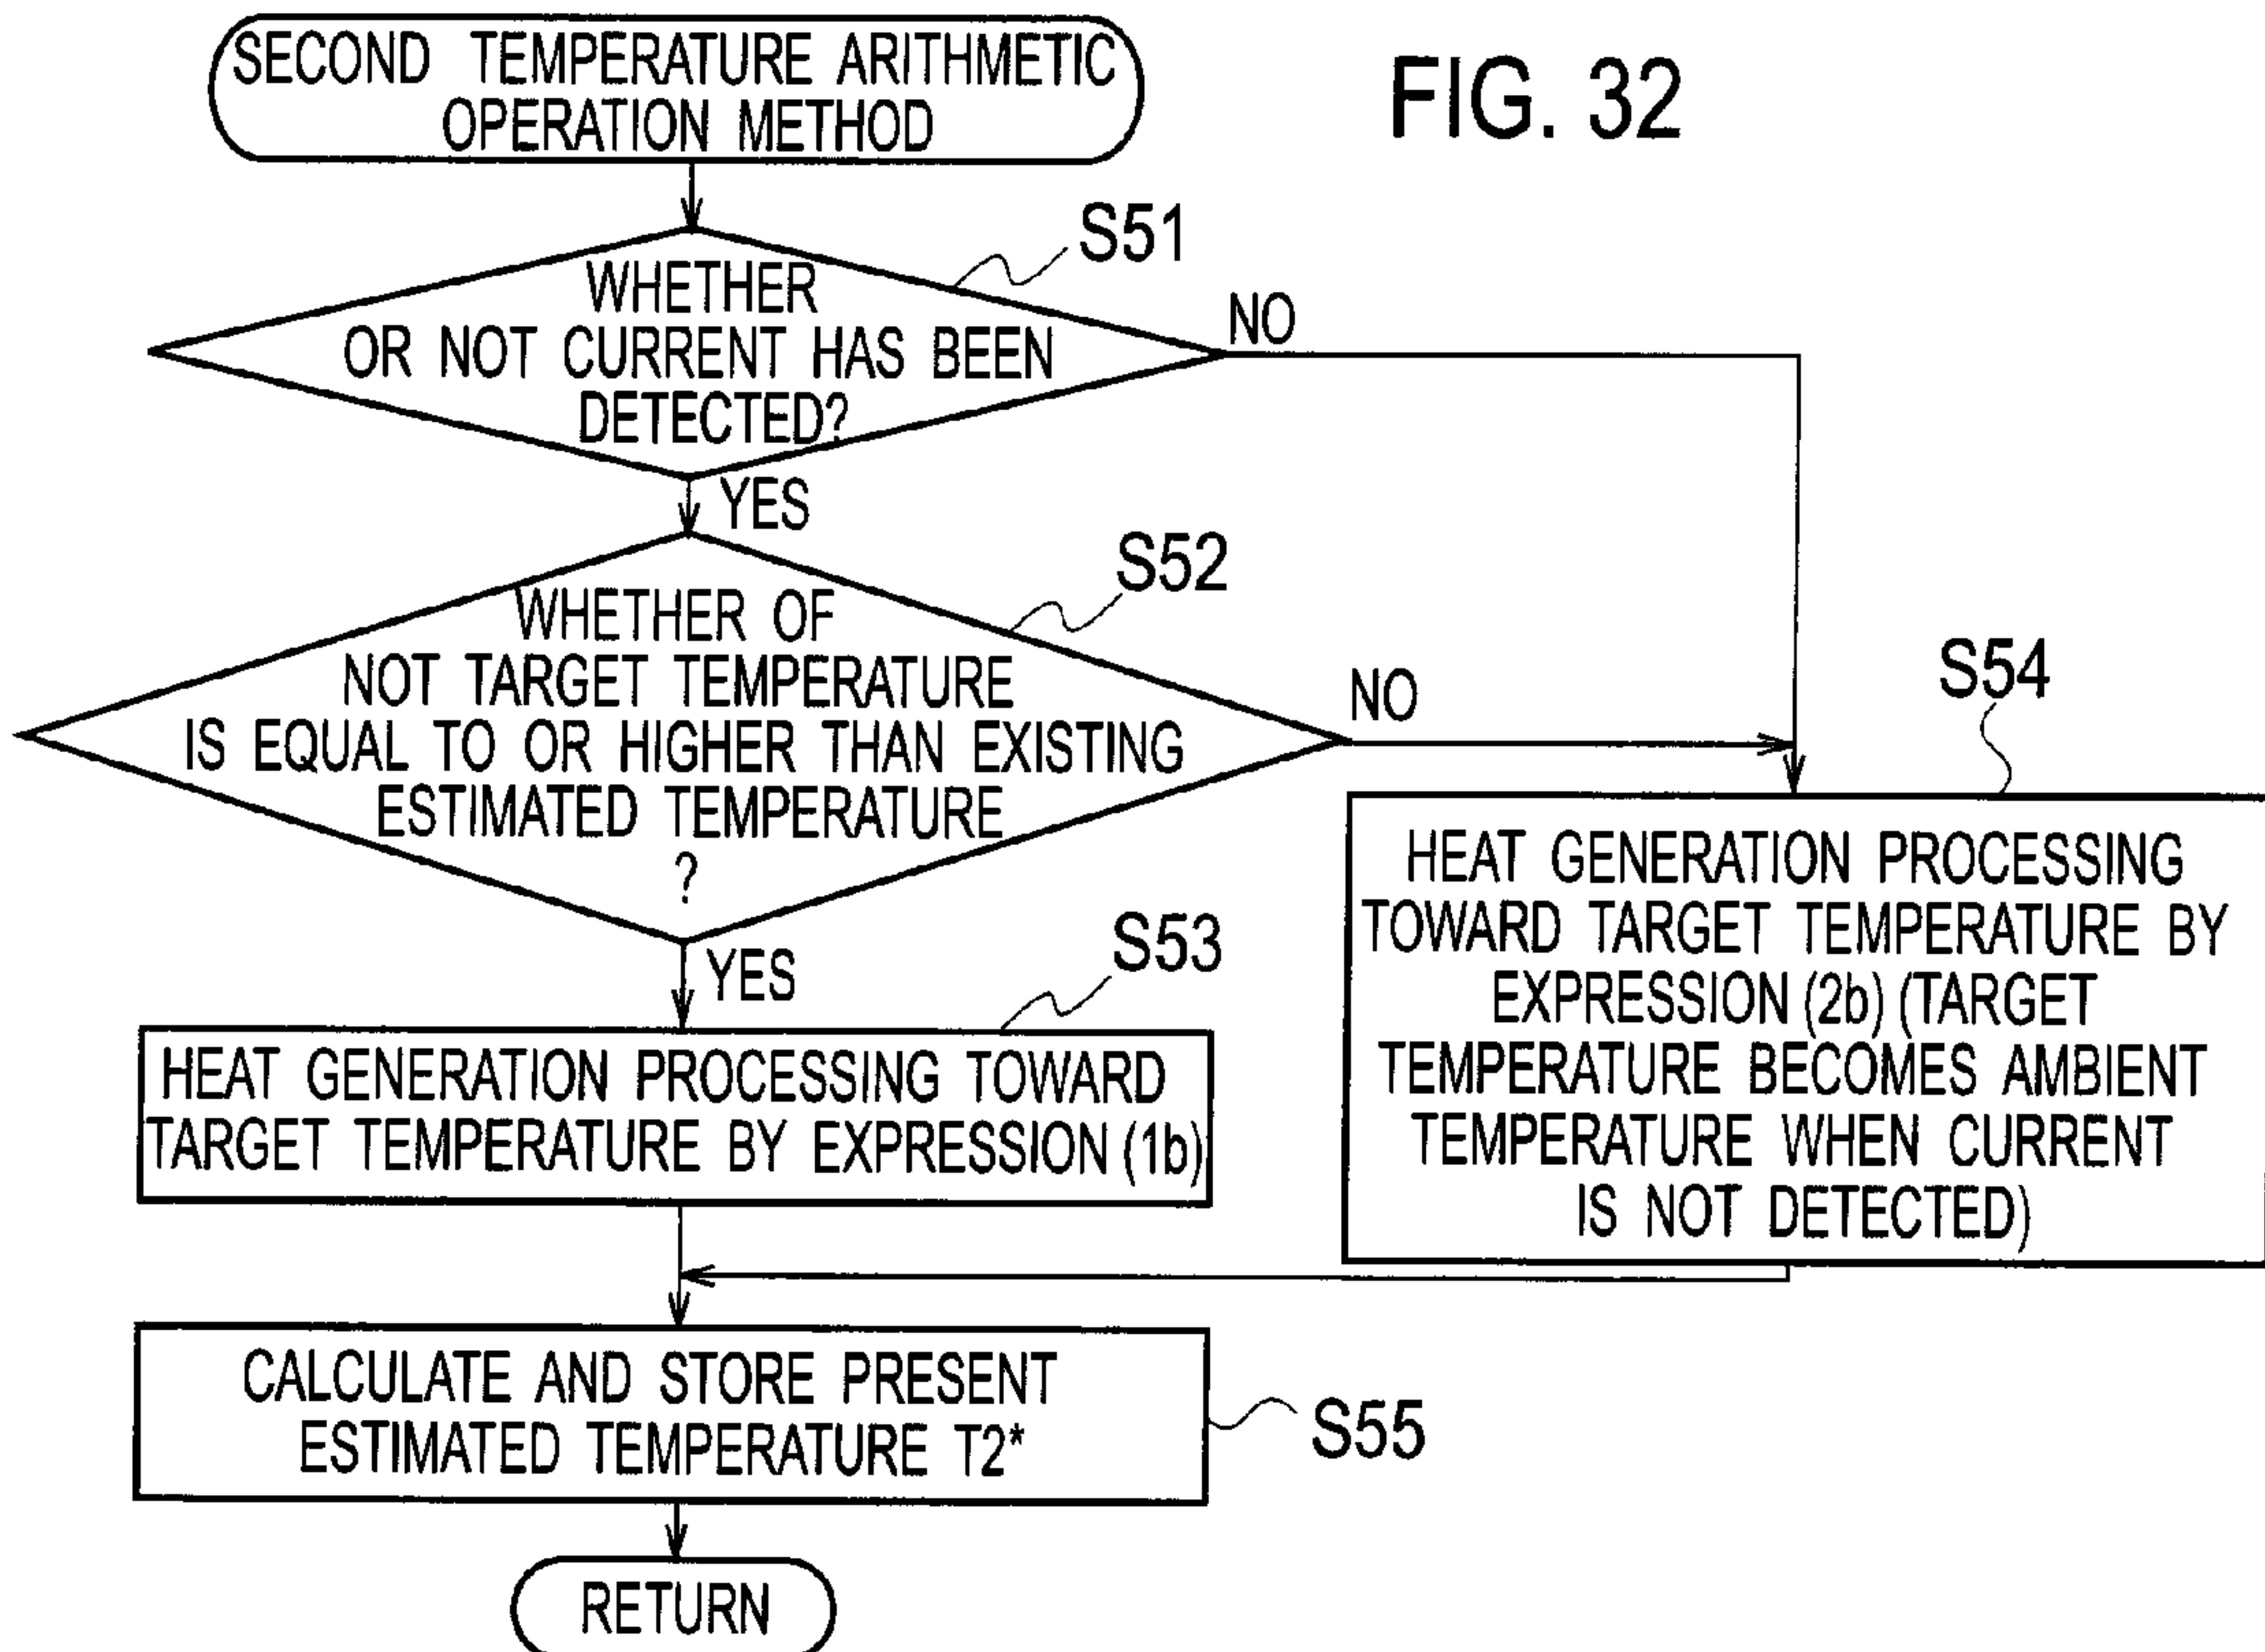 SECOND TEMPERATURE ARITHMETIC
OPERATION METHOD
FIG. 32
S51
WHETHER
OR NOT CURRENT HAS BEEN
DETECTED?
NO
YES
S52
WHETHER OF
NOT TARGET TEMPERATURE
IS EQUAL TO OR HIGHER THAN EXISTING
ESTIMATED TEMPERATURE
?
NO
YES
S53
HEAT GENERATION PROCESSING TOWARD
TARGET TEMPERATURE BY EXPRESSION (1b)
S54
HEAT GENERATION PROCESSING
TOWARD TARGET TEMPERATURE BY
EXPRESSION (2b) (TARGET
TEMPERATURE BECOMES AMBIENT
TEMPERATURE WHEN CURRENT
IS NOT DETECTED)
CALCULATE AND STORE PRESENT
ESTIMATED TEMPERATURE T2*
S55
RETURN